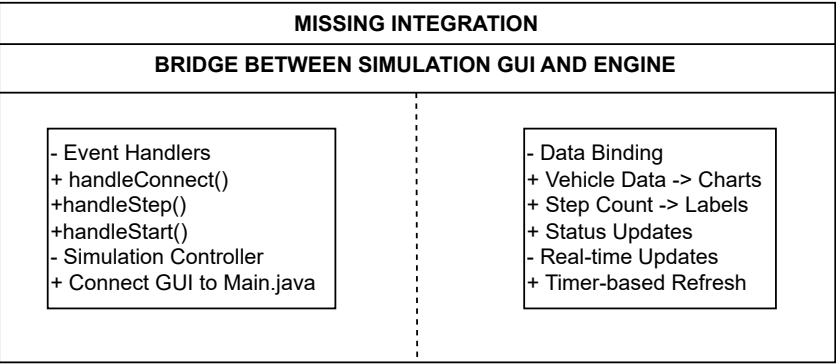 MISSING INTEGRATION
BRIDGE BETWEEN SIMULATION GUI AND ENGINE
- Event Handlers
+ handleConnect()
+handleStep()
+handleStart()
- Simulation Controller
+ Connect GUI to Main.java
- Data Binding
+ Vehicle Data -> Charts
+ Step Count -> Labels
+ Status Updates
- Real-time Updates
+ Timer-based Refresh